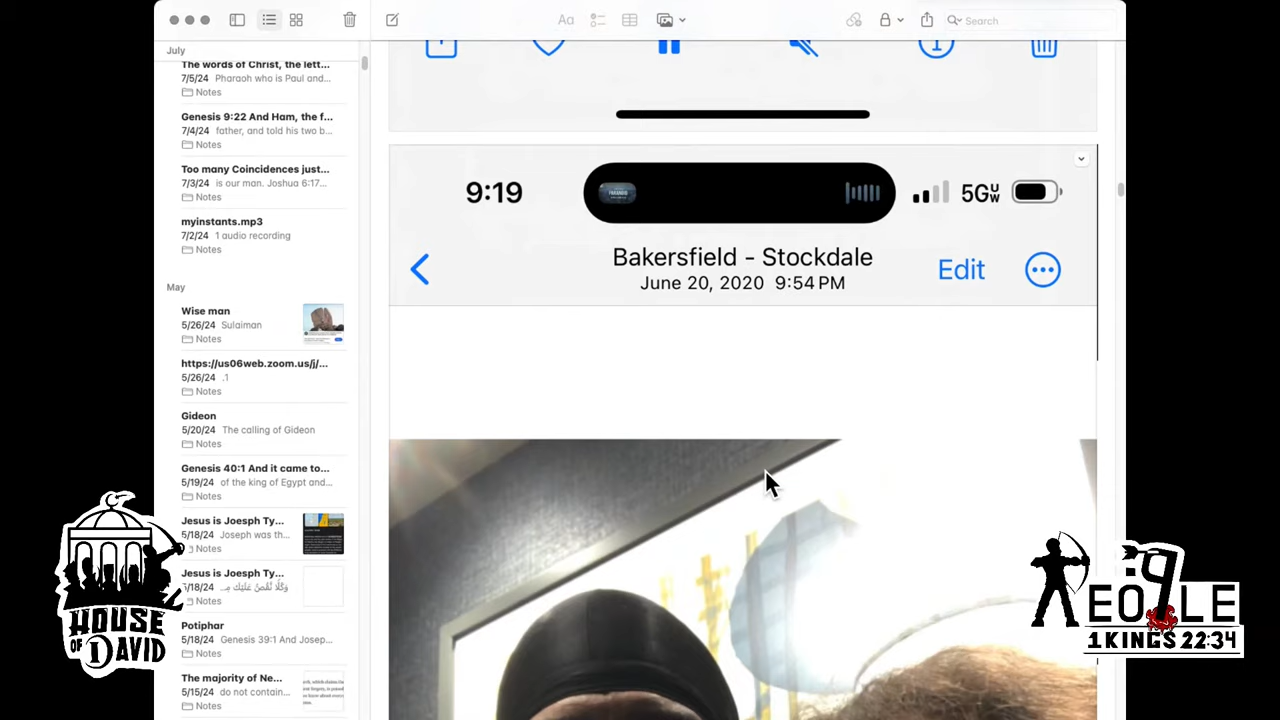 Search
July
The words of Christ, the lett...
7/5/24 Pharaoh who is Paul and...
Notes
Genesis 9:22 And Ham, the f...
7/4/24 father, and told his two b...
Notes
Too many Coincidences just...
7/3/24 is our man. Joshua 6:17...
Notes
myinstants.mp3
7/2/24 1 audio recording
Notes
May
Wise man
5/26/24 Sulaiman
Notes
https://us06web.zoom.us/j/...
5/26/24 .1
Notes
Gideon
5/20/24 The calling of Gideon
Notes
Genesis 40:1 And it came to...
5/19/24 of the king of Egypt and...
Notes
Jesus is Joesph Ty...
5/18/24 Joseph was th...
Notes
Jesus is Joesph Ty...
5/18/24 وَكُلًّا نَّقُصُّ عَلَيْكَ مِـ...
Notes
Potiphar
5/18/24 Genesis 39:1 And Josep...
Notes
The majority of Ne...
5/15/24 do not contain...
Notes
9:19
5GUW
Bakersfield - Stockdale
June 20, 2020 9:54 PM
Edit
HOUSE
OF DAVID
1 KINGS 22:34